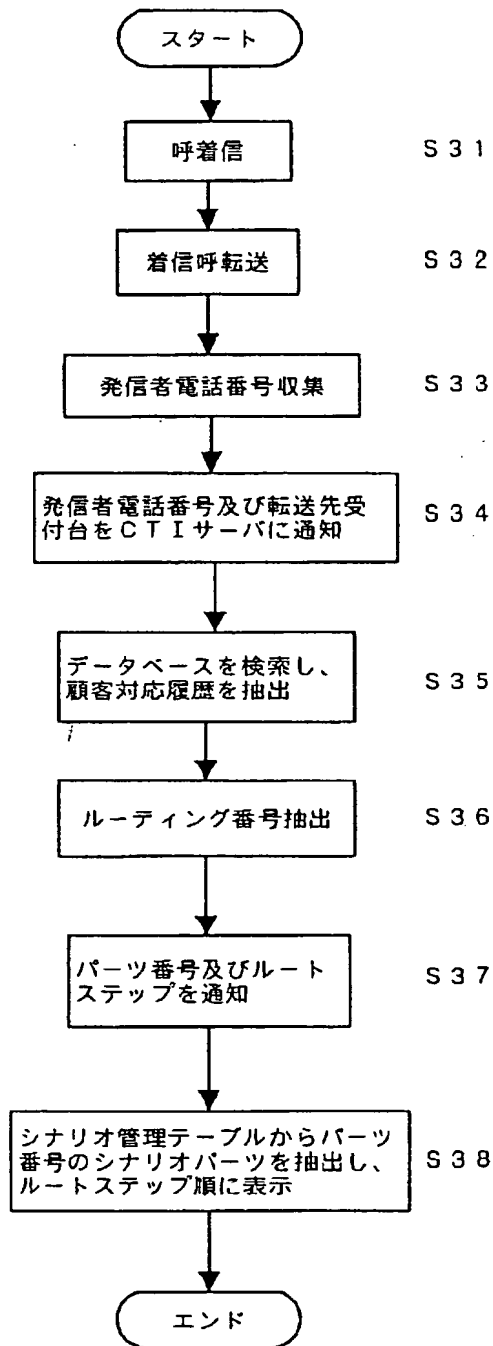 スタート
呼着信
S31
着信呼転送
S32
発信者電話番号収集
S33
発信者電話番号及び転送先受
付台をCTIサーバに通知
S34
データベースを検索し、
顧客対応履歴を抽出
S35
ルーティング番号抽出
S36
パーツ番号及びルート
ステップを通知
S37
シナリオ管理テーブルからパーツ
番号のシナリオパーツを抽出し、
ルートステップ順に表示
S38
エンド